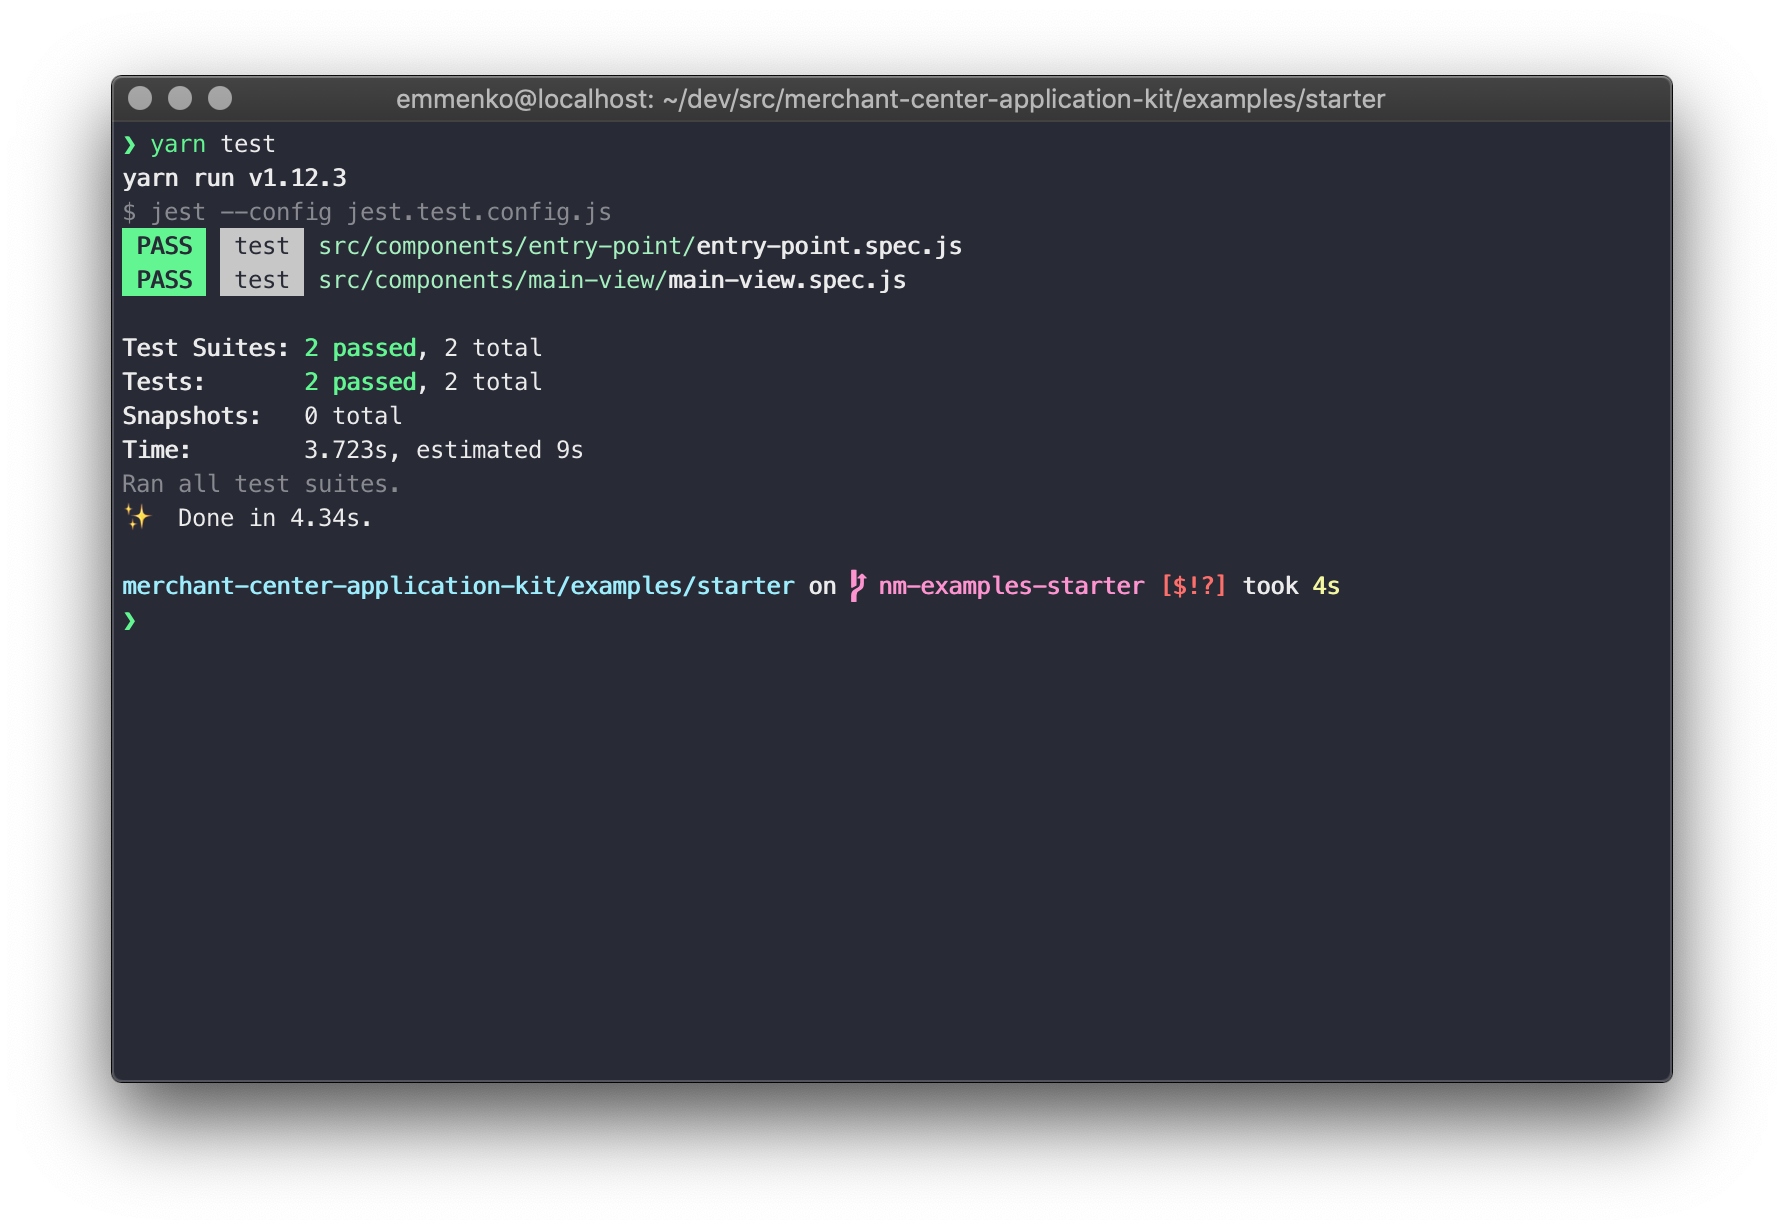 emmenko@localhost: ~/dev/src/merchant-center-application-kit/examples/starter
❯ yarn test
yarn run v1.12.3
$ jest --config jest.test.config.js
PASS test src/components/entry-point/entry-point.spec.js
PASS test src/components/main-view/main-view.spec.js
Test Suites: 2 passed, 2 total
Tests: 2 passed, 2 total
Snapshots: 0 total
Time: 3.723s, estimated 9s
Ran all test suites.
✨ Done in 4.34s.
merchant-center-application-kit/examples/starter on nm-examples-starter [$!?] took 4s
❯